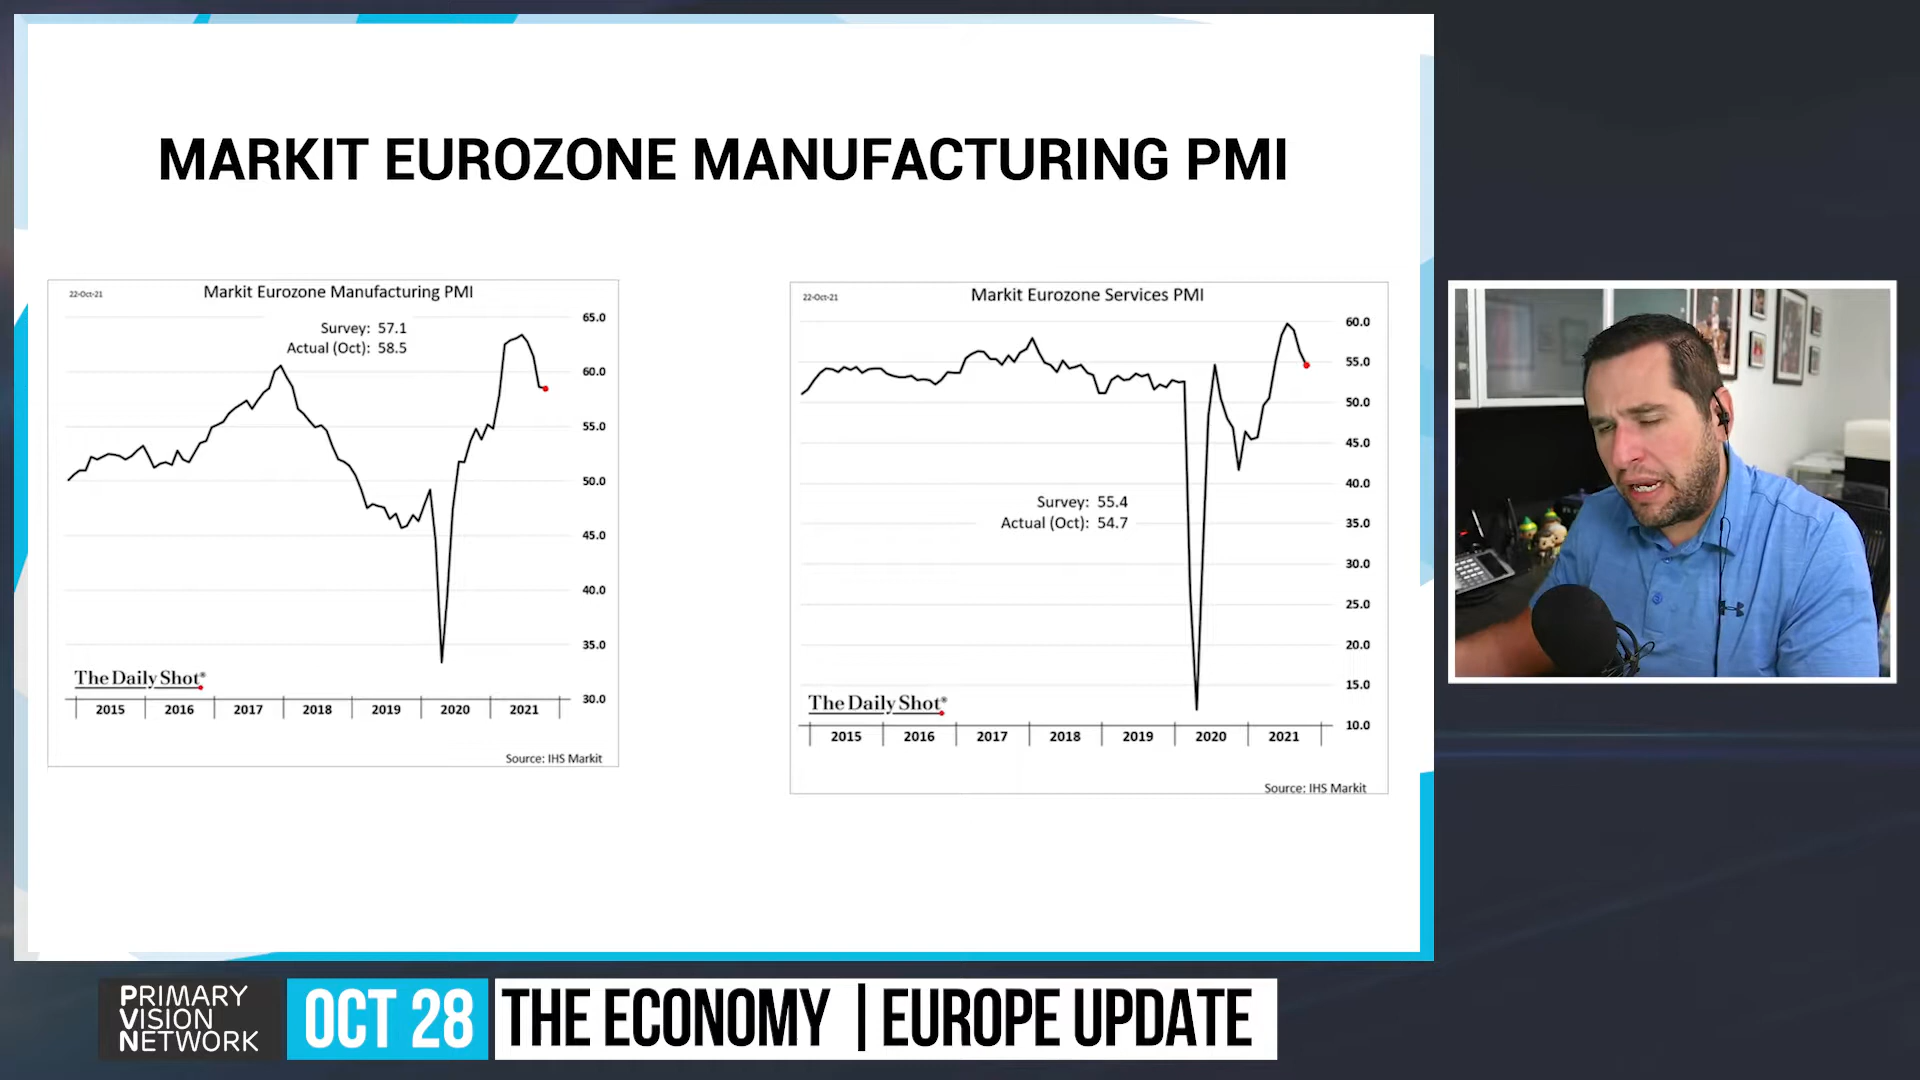 MARKIT EUROZONE MANUFACTURING PMI
22-Oct-21
Markit Eurozone Manufacturing PMI
Survey: 57.1
Actual (Oct): 58.5
65.0
60.0
55.0
50.0
45.0
40.0
35.0
30.0
The Daily Shot®
2015 2016 2017 2018 2019 2020 2021
Source: IHS Markit
22-Oct-21
Markit Eurozone Services PMI
60.0
55.0
50.0
45.0
40.0
35.0
30.0
25.0
20.0
15.0
10.0
Survey: 55.4
Actual (Oct): 54.7
The Daily Shot®
2015 2016 2017 2018 2019 2020 2021
Source: IHS Markit
PRIMARY
VISION
NETWORK
OCT 28
THE ECONOMY | EUROPE UPDATE